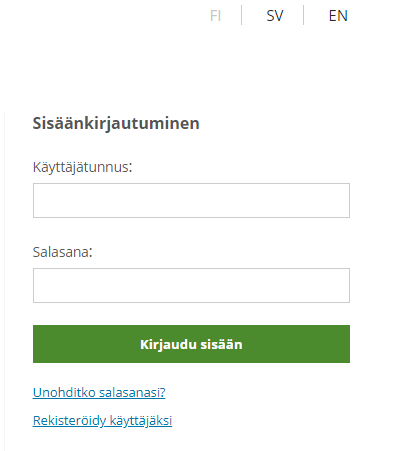 FI SV EN
Sisäänkirjautuminen
Käyttäjätunnus:
Salasana:
Kirjaudu sisään
Unohditko salasanasi?
Rekisteröidy käyttäjäksi